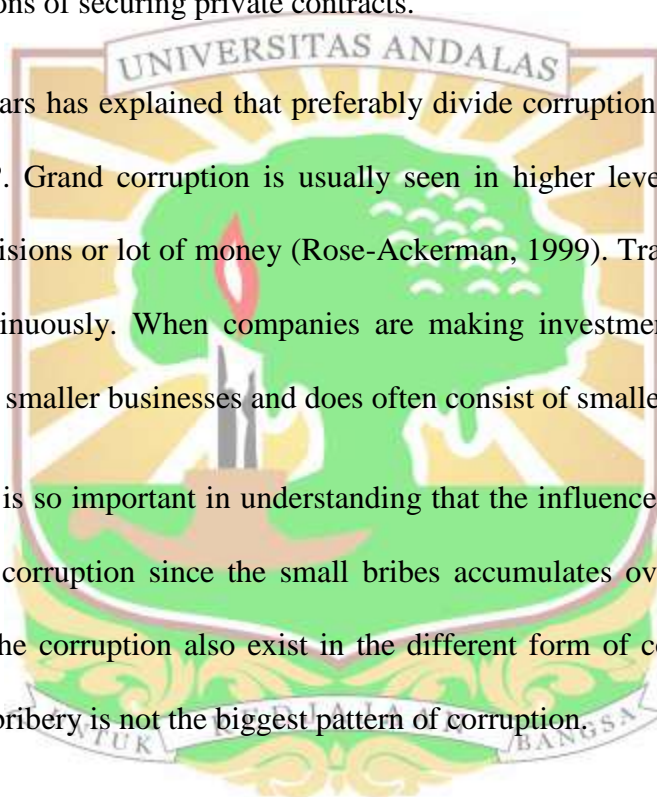 ons of securing private contracts.
UNIVERSITAS ANDALAS
ars has explained that preferably divide corruption
. Grand corruption is usually seen in higher leve
isions or lot of money (Rose-Ackerman, 1999). Tra
inuously. When companies are making investmen
smaller businesses and does often consist of smalle
is so important in understanding that the influence
corruption since the small bribes accumulates ov
he corruption also exist in the different form of c
bribery is not the biggest pattern of corruption.
UNTUK KEDJAJAAN BANGSA